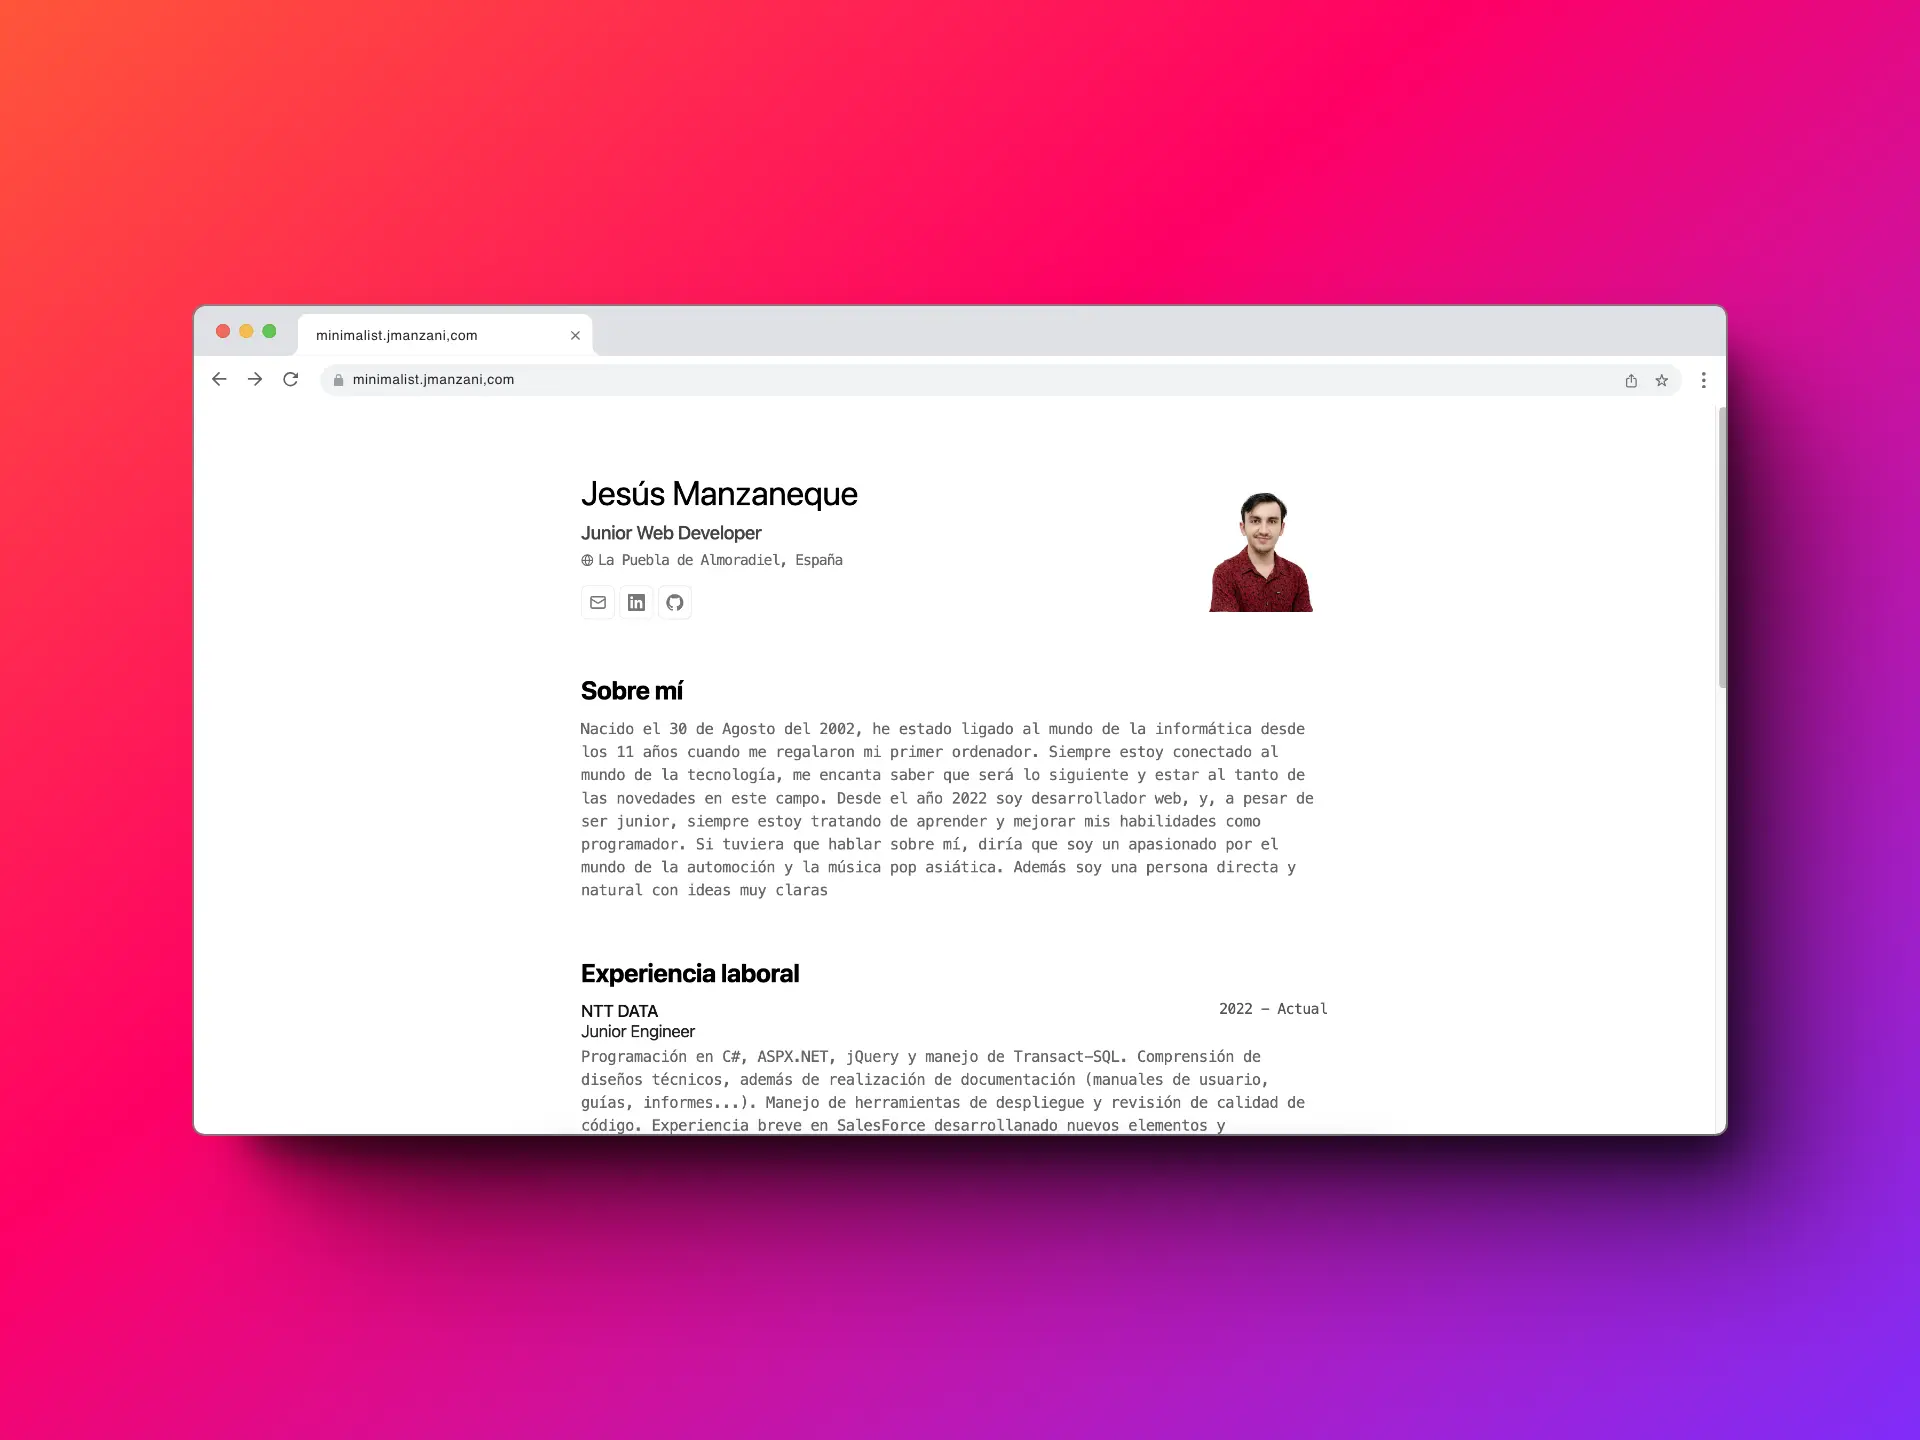 minimalist.jmanzani,com
minimalist.jmanzani,com
Jesús Manzaneque
Junior Web Developer
La Puebla de Almoradiel, España
in
Sobre mí
Nacido el 30 de Agosto del 2002, he estado ligado al mundo de la informática desde
los 11 años cuando me regalaron mi primer ordenador. Siempre estoy conectado al
mundo de la tecnología, me encanta saber que será lo siguiente y estar al tanto de
las novedades en este campo. Desde el año 2022 soy desarrollador web, y, a pesar de
ser junior, siempre estoy tratando de aprender y mejorar mis habilidades como
programador. Si tuviera que hablar sobre mí, diría que soy un apasionado por el
mundo de la automoción y la música pop asiática. Además soy una persona directa y
natural con ideas muy claras
Experiencia laboral
NTT DATA
2022 - Actual
Junior Engineer
Programación en C#, ASPX.NET, jQuery y manejo de Transact-SQL. Comprensión de
diseños técnicos, además de realización de documentación (manuales de usuario,
guías, informes...). Manejo de herramientas de despliegue y revisión de calidad de
código. Experiencia breve en SalesForce desarrollanado nuevos elementos y